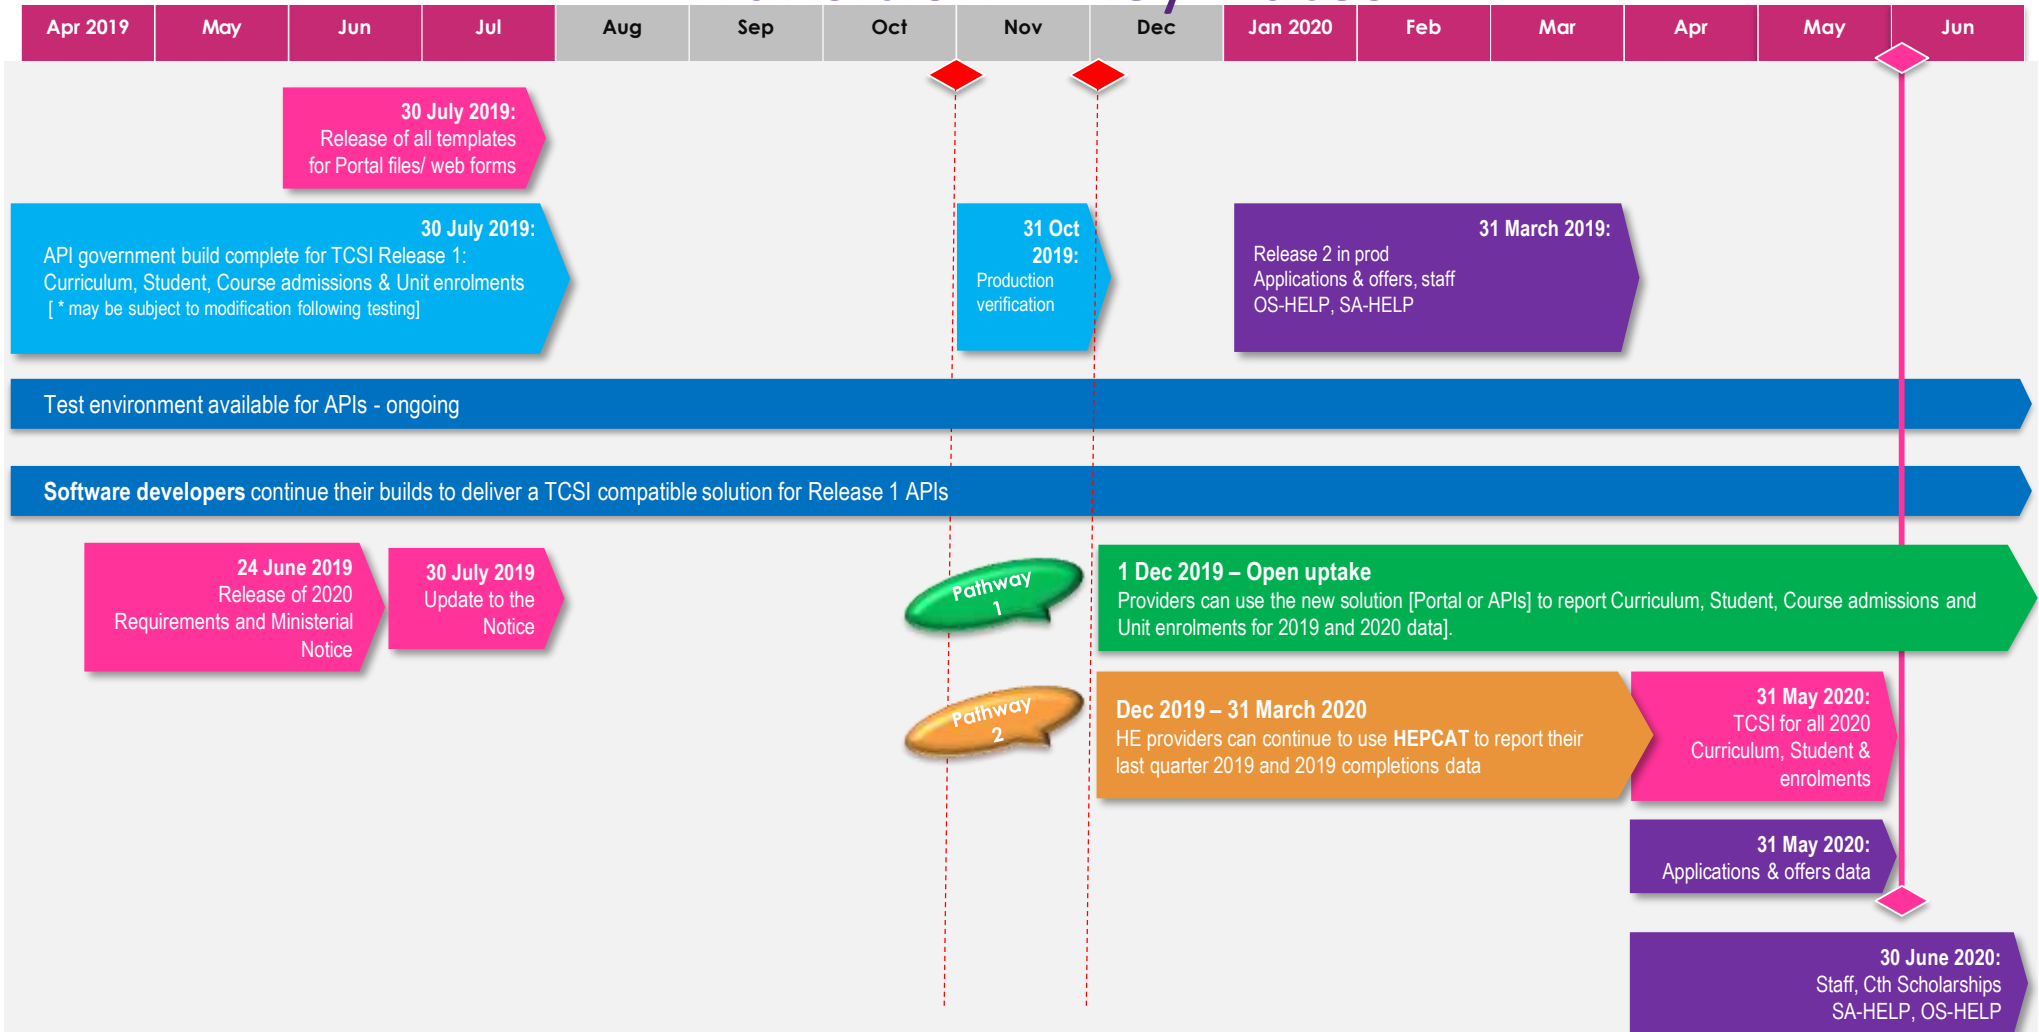 Apr 2019 May Jun Jul Aug Sep Oct Nov Dec Jan 2020 Feb Mar Apr May Jun
30 July 2019:
Release of all templates
for Portal files/ web forms
30 July 2019:
API government build complete for TCSI Release 1:
Curriculum, Student, Course admissions & Unit enrolments
[ * may be subject to modification following testing]
31 Oct
2019:
Production
verification
31 March 2019:
Release 2 in prod
Applications & offers, staff
OS-HELP, SA-HELP
Test environment available for APIs - ongoing
Software developers continue their builds to deliver a TCSI compatible solution for Release 1 APIs
24 June 2019
Release of 2020
Requirements and Ministerial
Notice
30 July 2019
Update to the
Notice
Pathway
1
1 Dec 2019 – Open uptake
Providers can use the new solution [Portal or APIs] to report Curriculum, Student, Course admissions and
Unit enrolments for 2019 and 2020 data].
Pathway
2
Dec 2019 – 31 March 2020
HE providers can continue to use HEPCAT to report their
last quarter 2019 and 2019 completions data
31 May 2020:
TCSI for all 2020
Curriculum, Student &
enrolments
31 May 2020:
Applications & offers data
30 June 2020:
Staff, Cth Scholarships
SA-HELP, OS-HELP